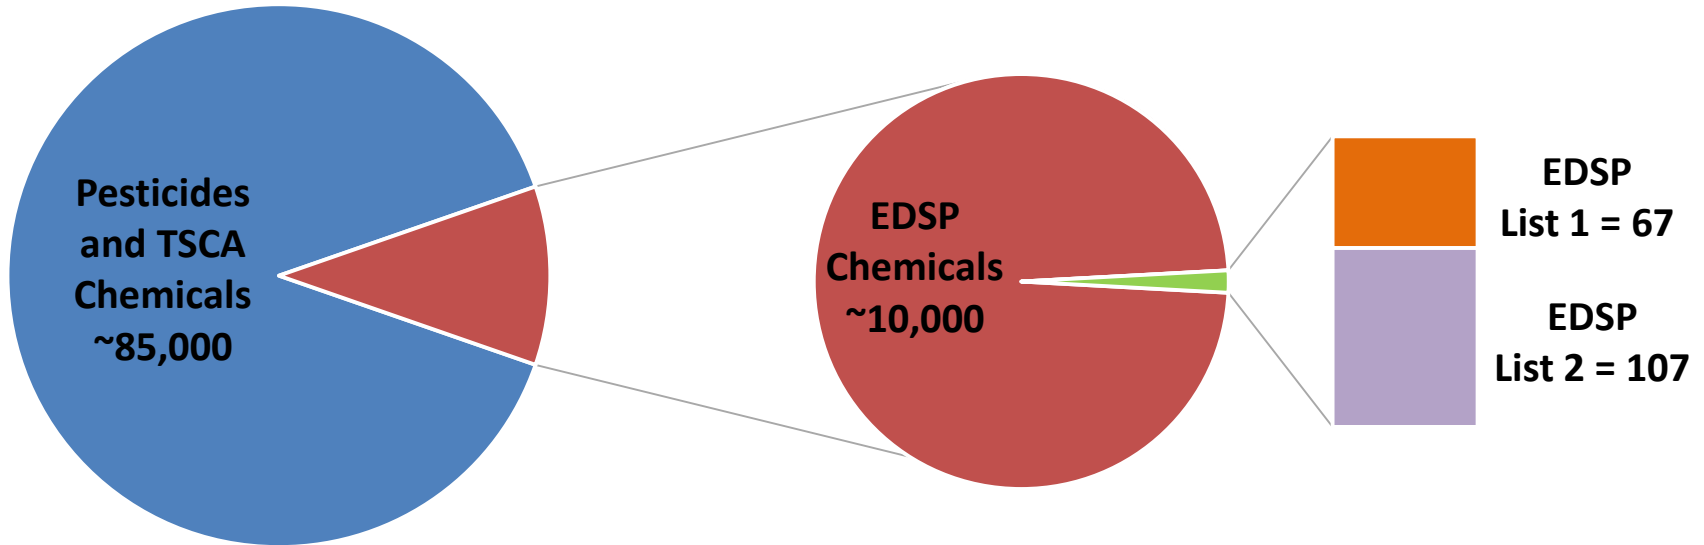 Pesticides
and TSCA
Chemicals
~85,000
EDSP
Chemicals
~10,000
EDSP
List 1 = 67
EDSP
List 2 = 107